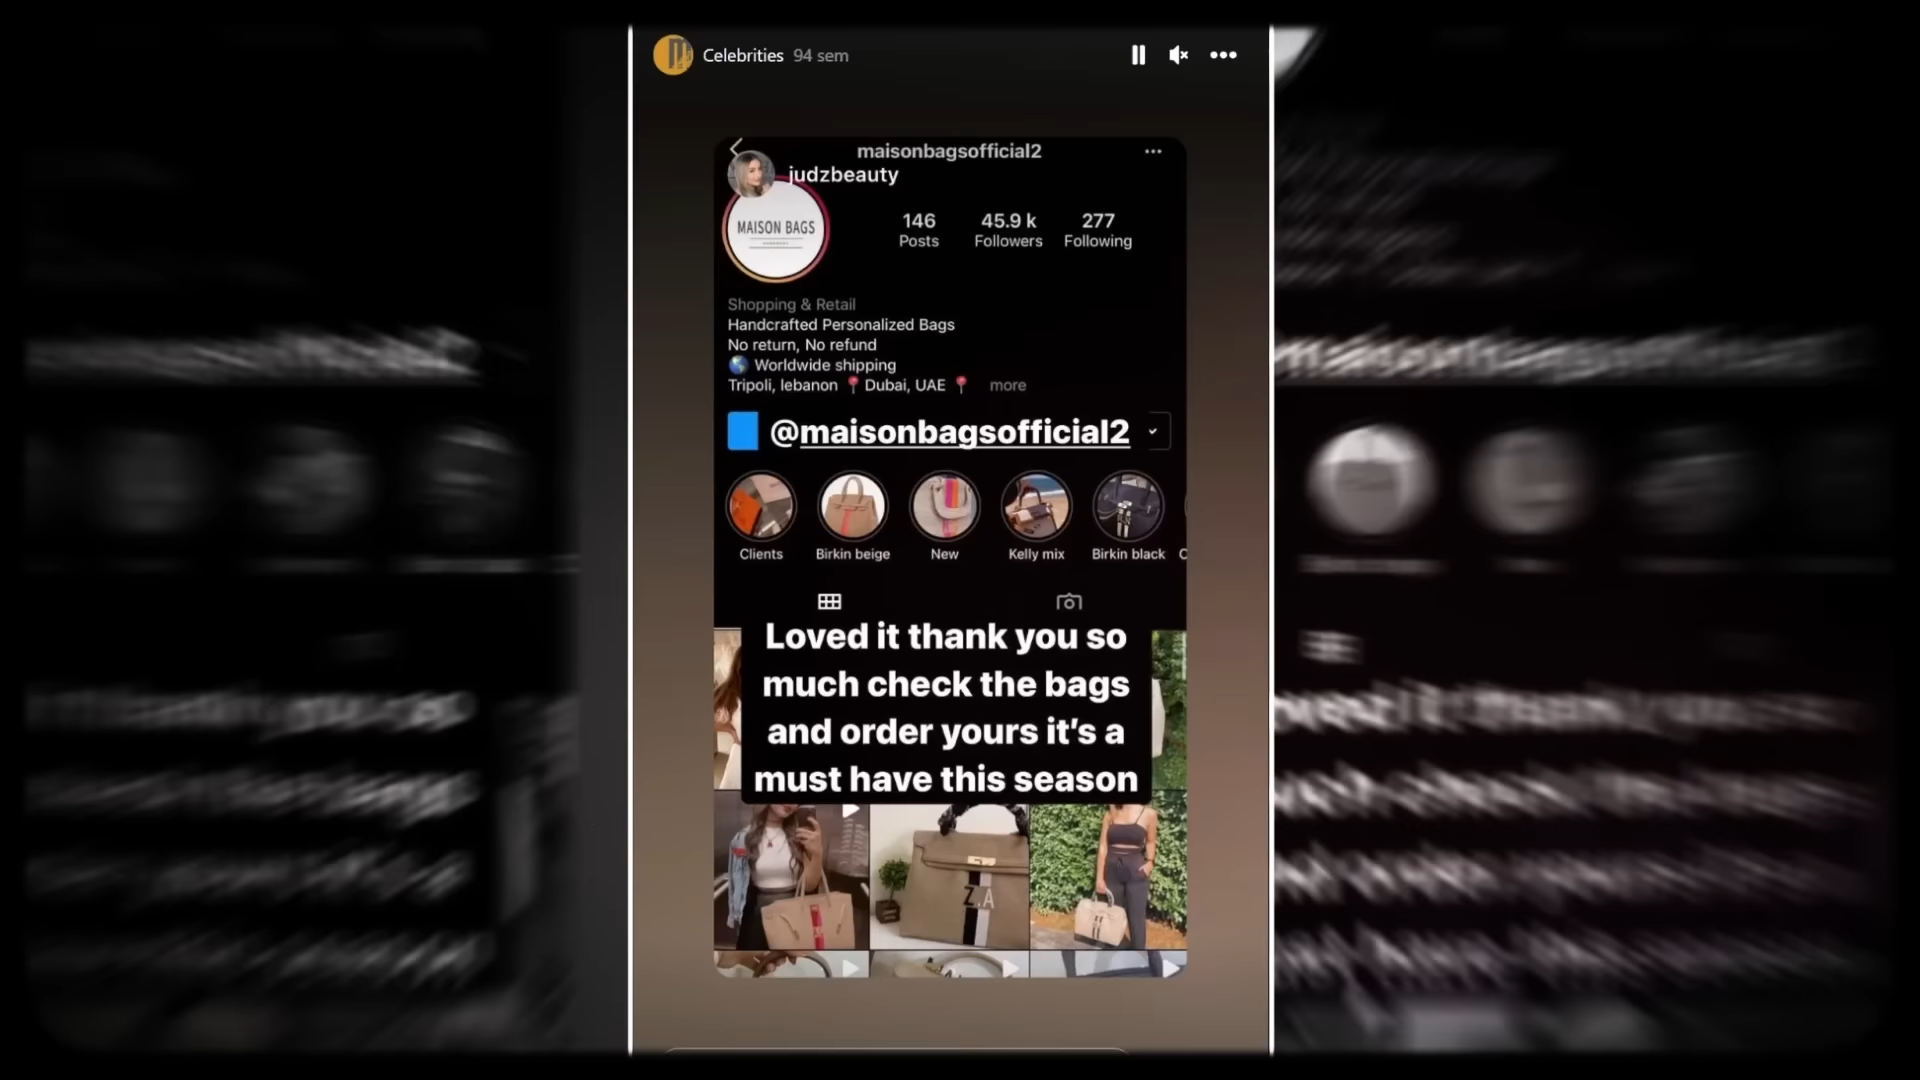 Celebrities 94 sem
maisonbagsofficial2
judzbeauty
MAISON BAGS
146
Posts
45.9 k
Followers
277
Following
Shopping & Retail
Handcrafted Personalized Bags
No return, No refund
Worldwide shipping
Tripoli, lebanon Dubai, UAE more
@maisonbagsofficial2
Clients
Birkin beige
New
Kelly mix
Birkin black
Loved it thank you so
much check the bags
and order yours it's a
must have this season
Z.A